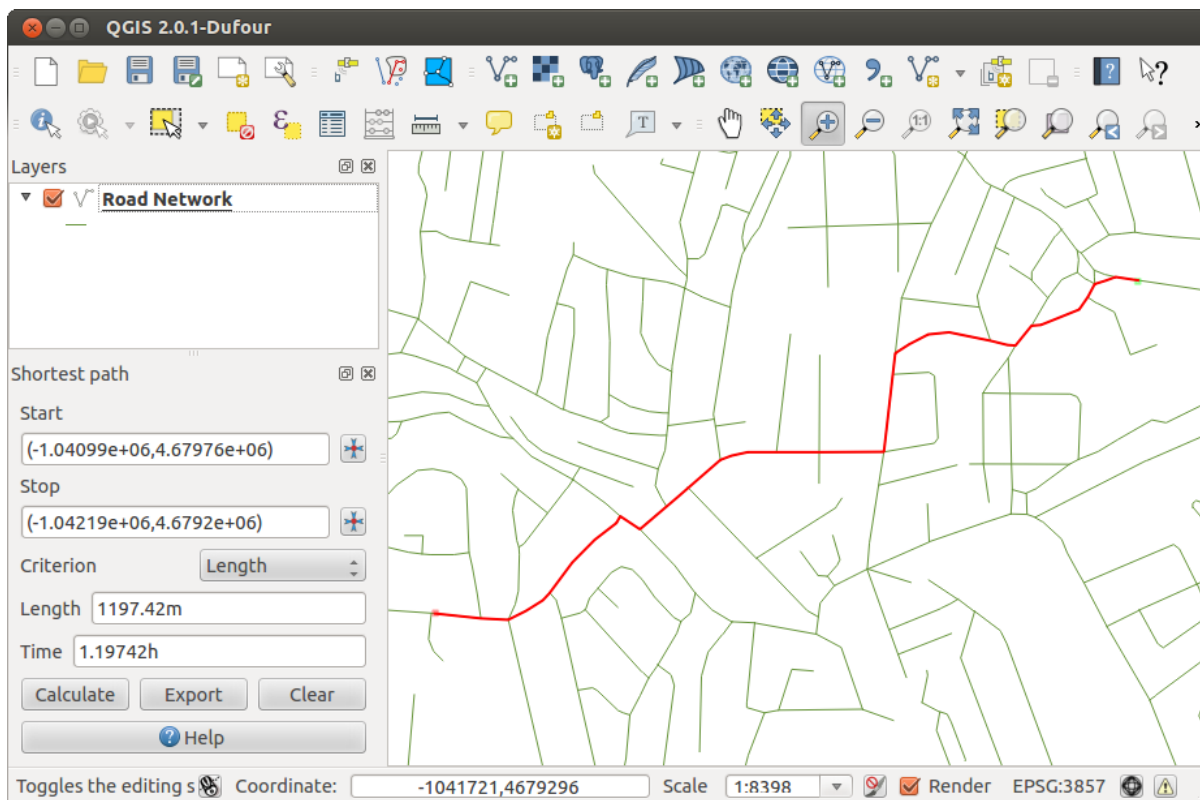 QGIS 2.0.1-Dufour
1:1
T
Layers
Road Network
Shortest path
Start
(-1.04099e+06,4.67976e+06)
Stop
(-1.04219e+06,4.6792e+06)
Criterion
Length
Length
1197.42m
Time
1.19742h
Calculate
Export
Clear
? Help
Toggles the editing s
Coordinate:
-1041721,4679296
Scale
1:8398
Render
EPSG:3857